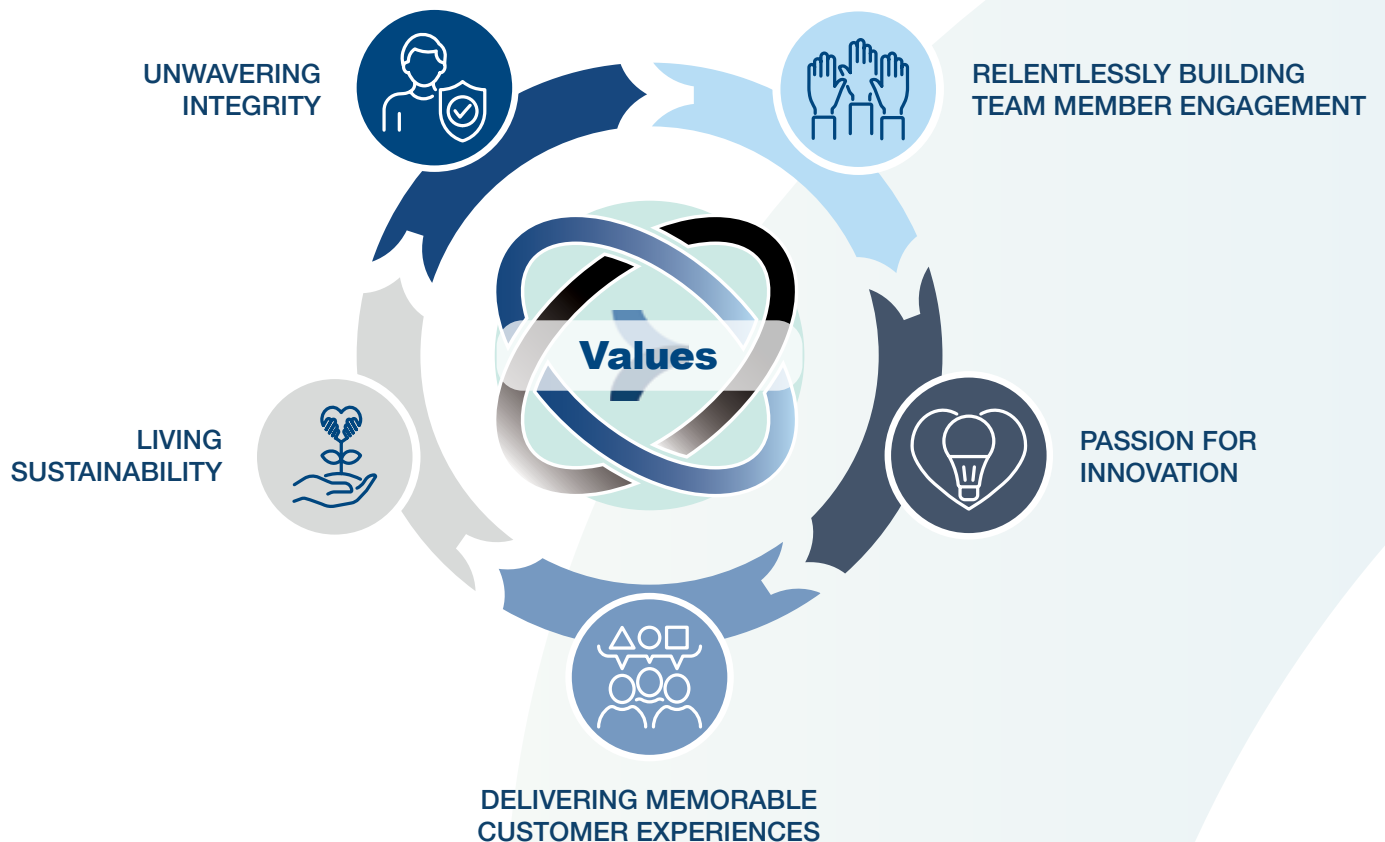 UNWAVERING
INTEGRITY
RELENTLESSLY BUILDING
TEAM MEMBER ENGAGEMENT
Values
LIVING
SUSTAINABILITY
PASSION FOR
INNOVATION
DELIVERING MEMORABLE
CUSTOMER EXPERIENCES